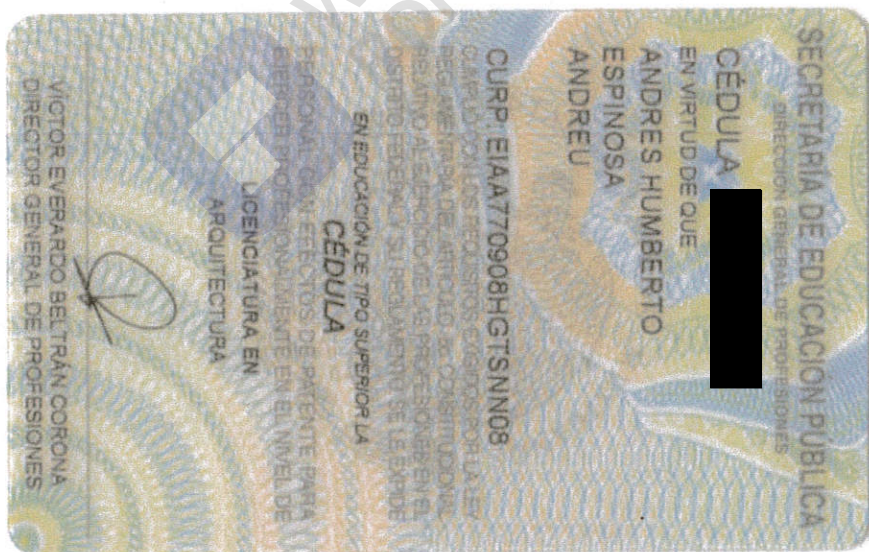 SECRETARIA DE EDUCACIÓN PÚBLICA
DIRECCIÓN GENERAL DE PROFESIONES
CÉDULA
EN VIRTUD DE QUE
ANDRES HUMBERTO
ESPINOSA
ANDREU
CURP: EIAA770908HGTSNN08
CUMPLIÓ CON LOS REQUISITOS EXIGIDOS POR LA LEY
REGLAMENTARIA DEL ARTÍCULO 5o. CONSTITUCIONAL,
RELATIVO AL EJERCICIO DE LAS PROFESIONES EN EL
DISTRITO FEDERAL Y SU REGLAMENTO SE LE EXPIDE
EN EDUCACIÓN DE TIPO SUPERIOR LA
CÉDULA
PERSONAL CON EFECTOS DE PATENTE PARA
EJERCER PROFESIONALMENTE EN EL NIVEL DE
LICENCIATURA EN
ARQUITECTURA
VICTOR EVERARDO BELTRÁN CORONA
DIRECTOR GENERAL DE PROFESIONES